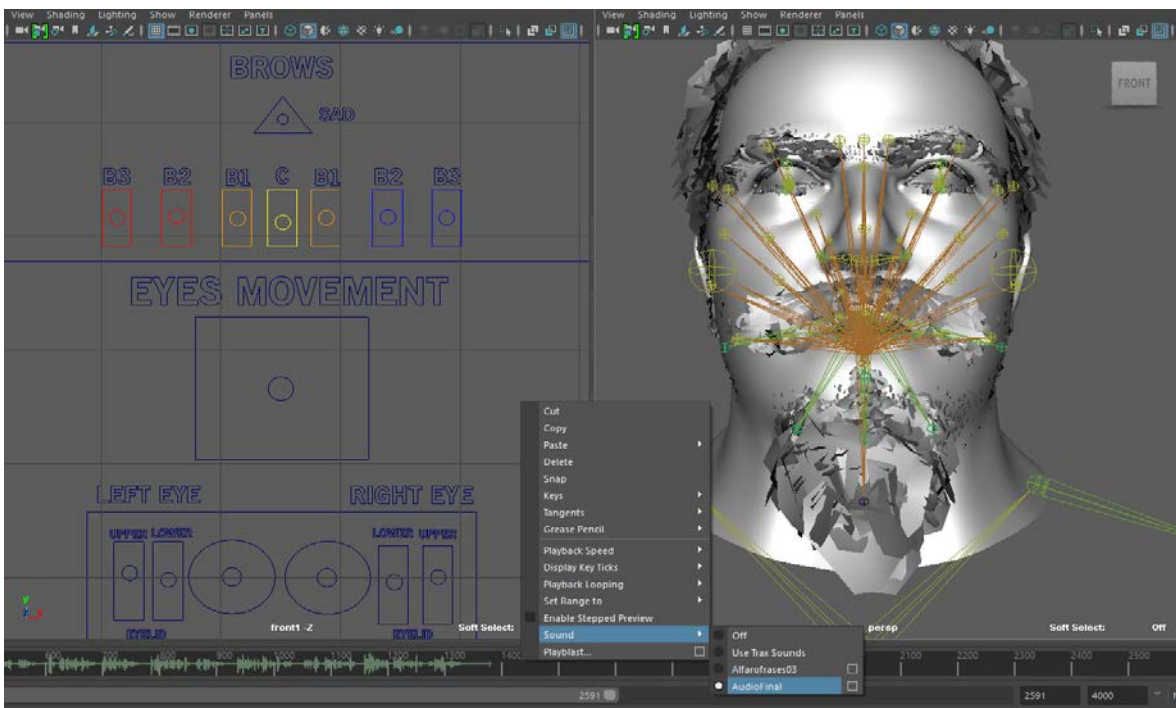 View Shading Lighting Show Renderer Panels
View Shading Lighting Show Renderer Panels
BROWS
SAD
B3 B2 B1 C B1 B2 B3
EYES MOVEMENT
LEFT EYE RIGHT EYE
UPPER LOWER LOWER UPPER
EYELID EYELID
front1 -Z
Soft Select:
FRONT
persp
Soft Select: Off
Cut
Copy
Paste
Delete
Snap
Keys
Tangents
Grease Pencil
Playback Speed
Display Key Ticks
Playback Looping
Set Range to
Enable Stepped Preview
Sound
Playblast...
Off
Use Trax Sounds
Alfarofrases03
AudioFinal
600 700 800 900 1000 1100 1200 1300 2100 2200 2300 2400 2500
2591
2591 4000